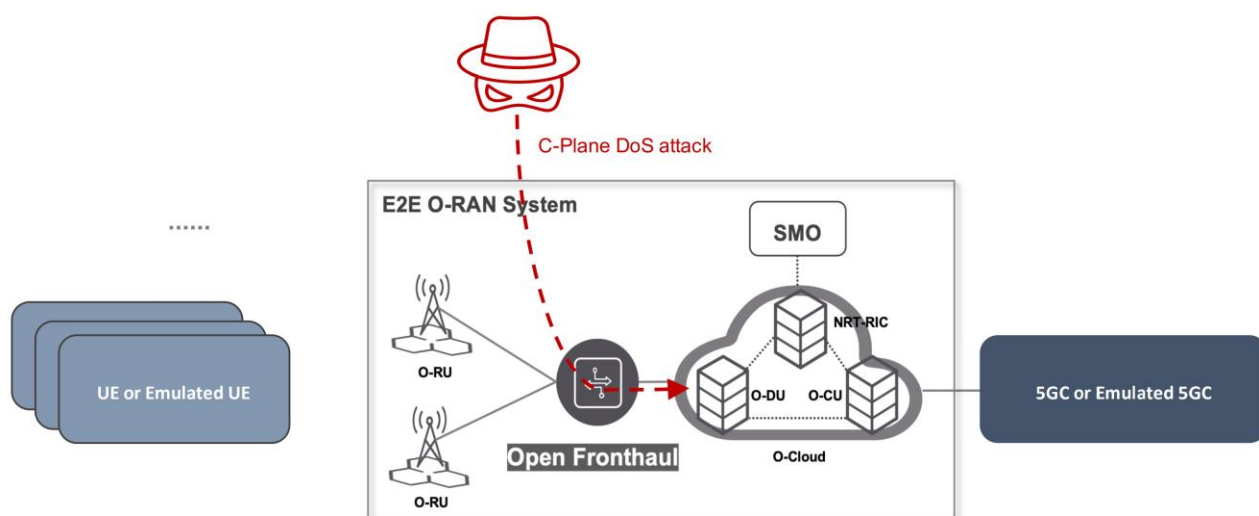 C-Plane DoS attack
E2E O-RAN System
......
SMO
NRT-RIC
O-RU
O-DU
O-CU
UE or Emulated UE
5GC or Emulated 5GC
Open Fronthaul
O-Cloud
O-RU